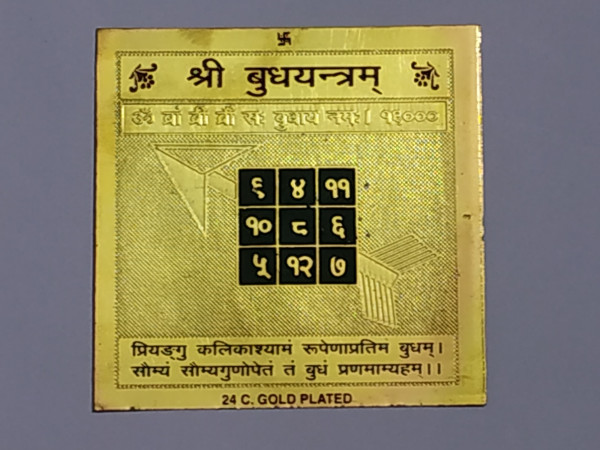 श्री बुधयन्त्रम्
ॐ ब्रां ब्रीं ब्रौं सः बुधाय नमः। १६०००
९ ४ ११
१० ८ ६
५ १२ ७
प्रियङ्गु कलिकाश्यामं रूपेणाप्रतिम बुधम्।
सौम्यं सौम्यगुणोपेतं तं बुधं प्रणमाम्यहम्।।
24 C. GOLD PLATED